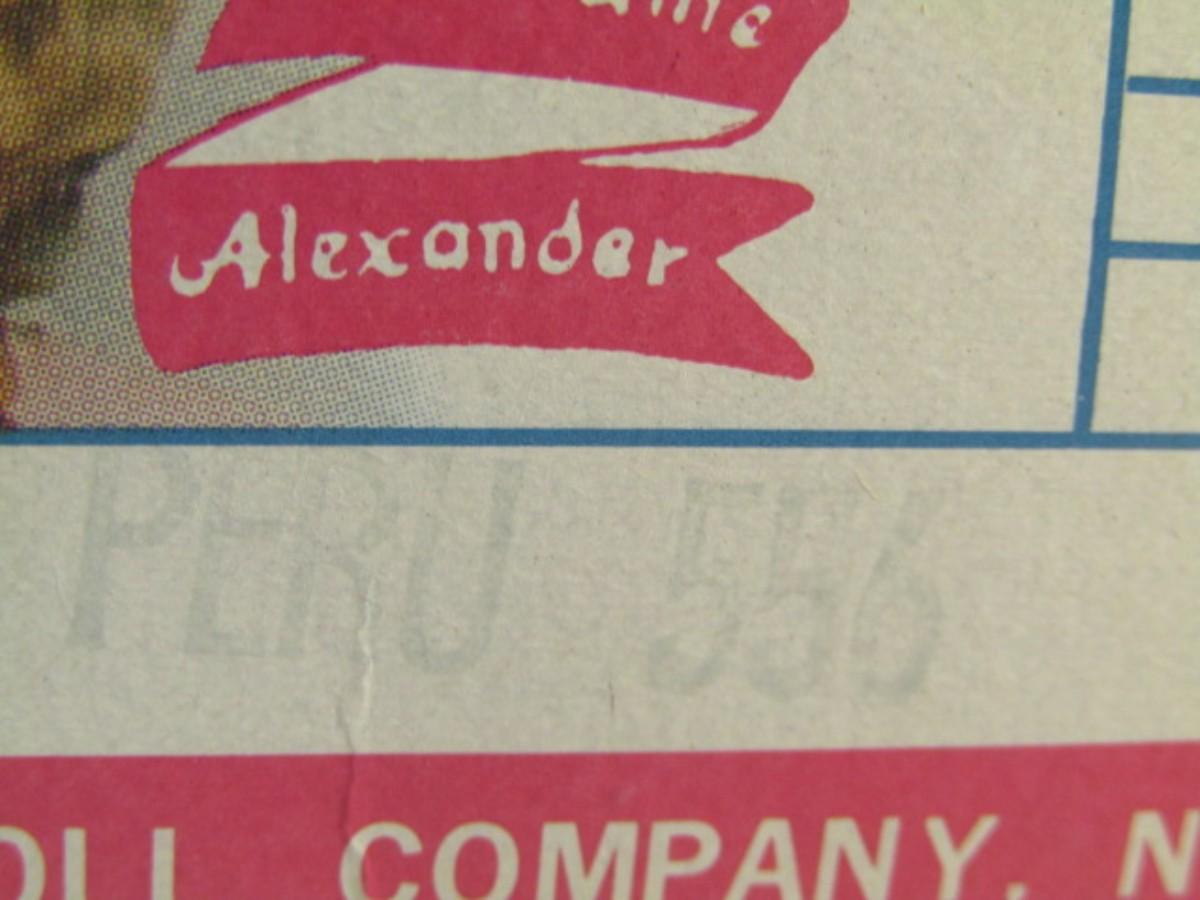 Alexander
PERU 556
COMPANY, N